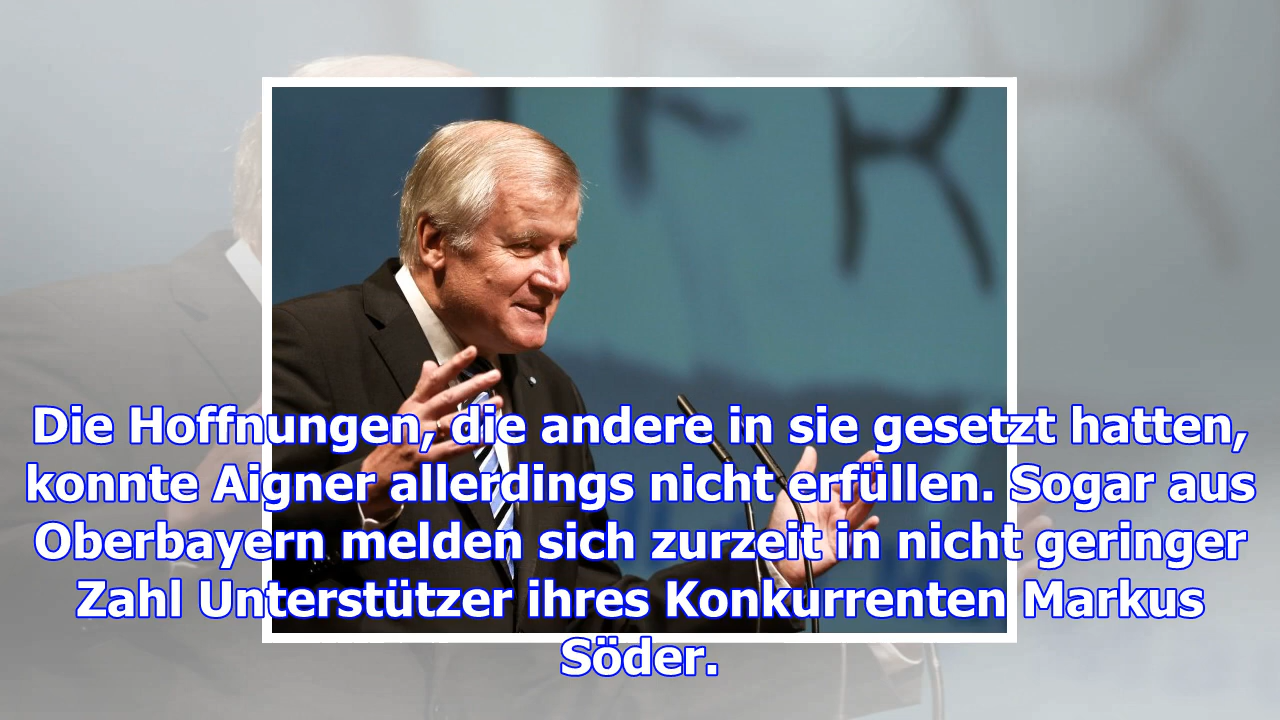 FR
Die Hoffnungen, die andere in sie gesetzt hatten,
konnte Aigner allerdings nicht erfüllen. Sogar aus
Oberbayern melden sich zurzeit in nicht geringer
Zahl Unterstützer ihres Konkurrenten Markus
Söder.